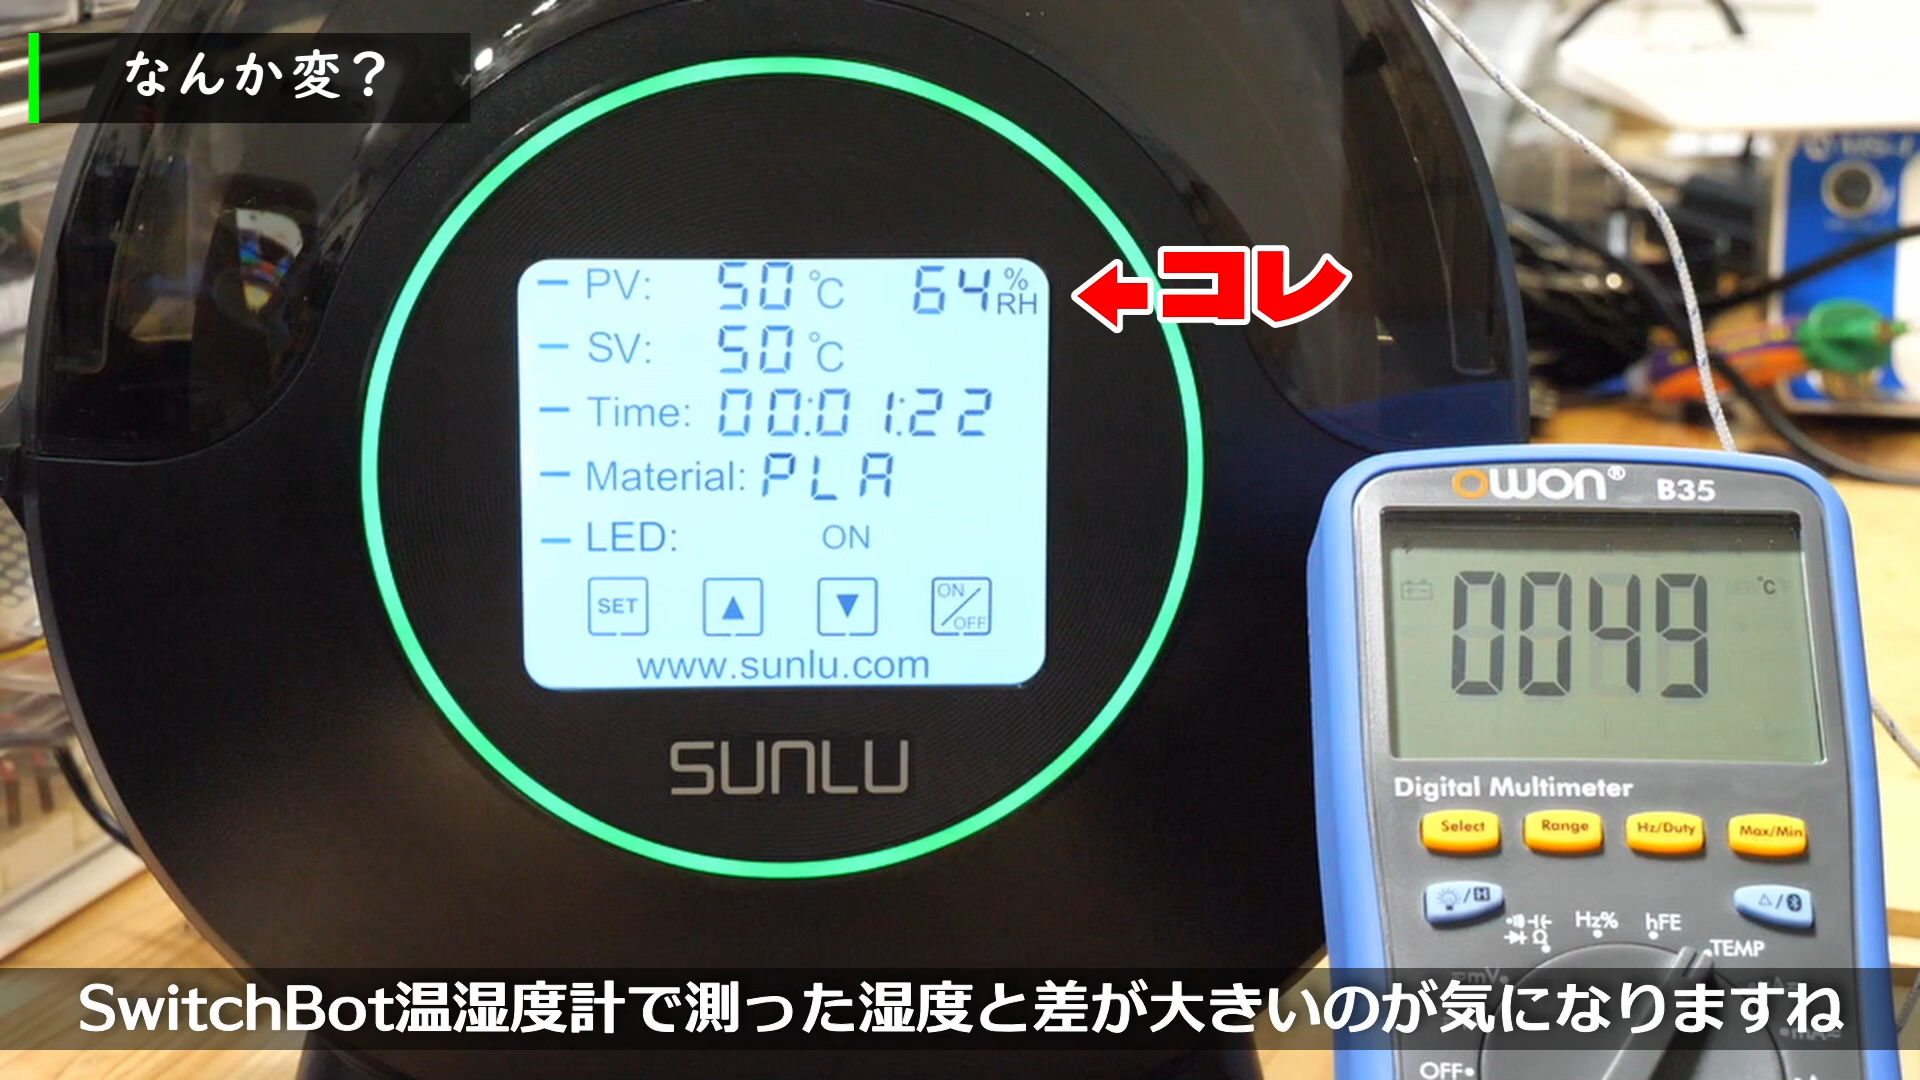 なんか変？
PV: 50℃ 64%RH
←コレ
SV: 50℃
Time: 00:01:22
Material: PLA
LED: ON
SET ▲ ▼ ON/OFF
www.sunlu.com
SUNLU
OWON® B35
0049 ℃
Digital Multimeter
Select Range Hz/Duty Max/Min
Hz% hFE TEMP
OFF
SwitchBot温湿度計で測った湿度と差が大きいのが気になりますね